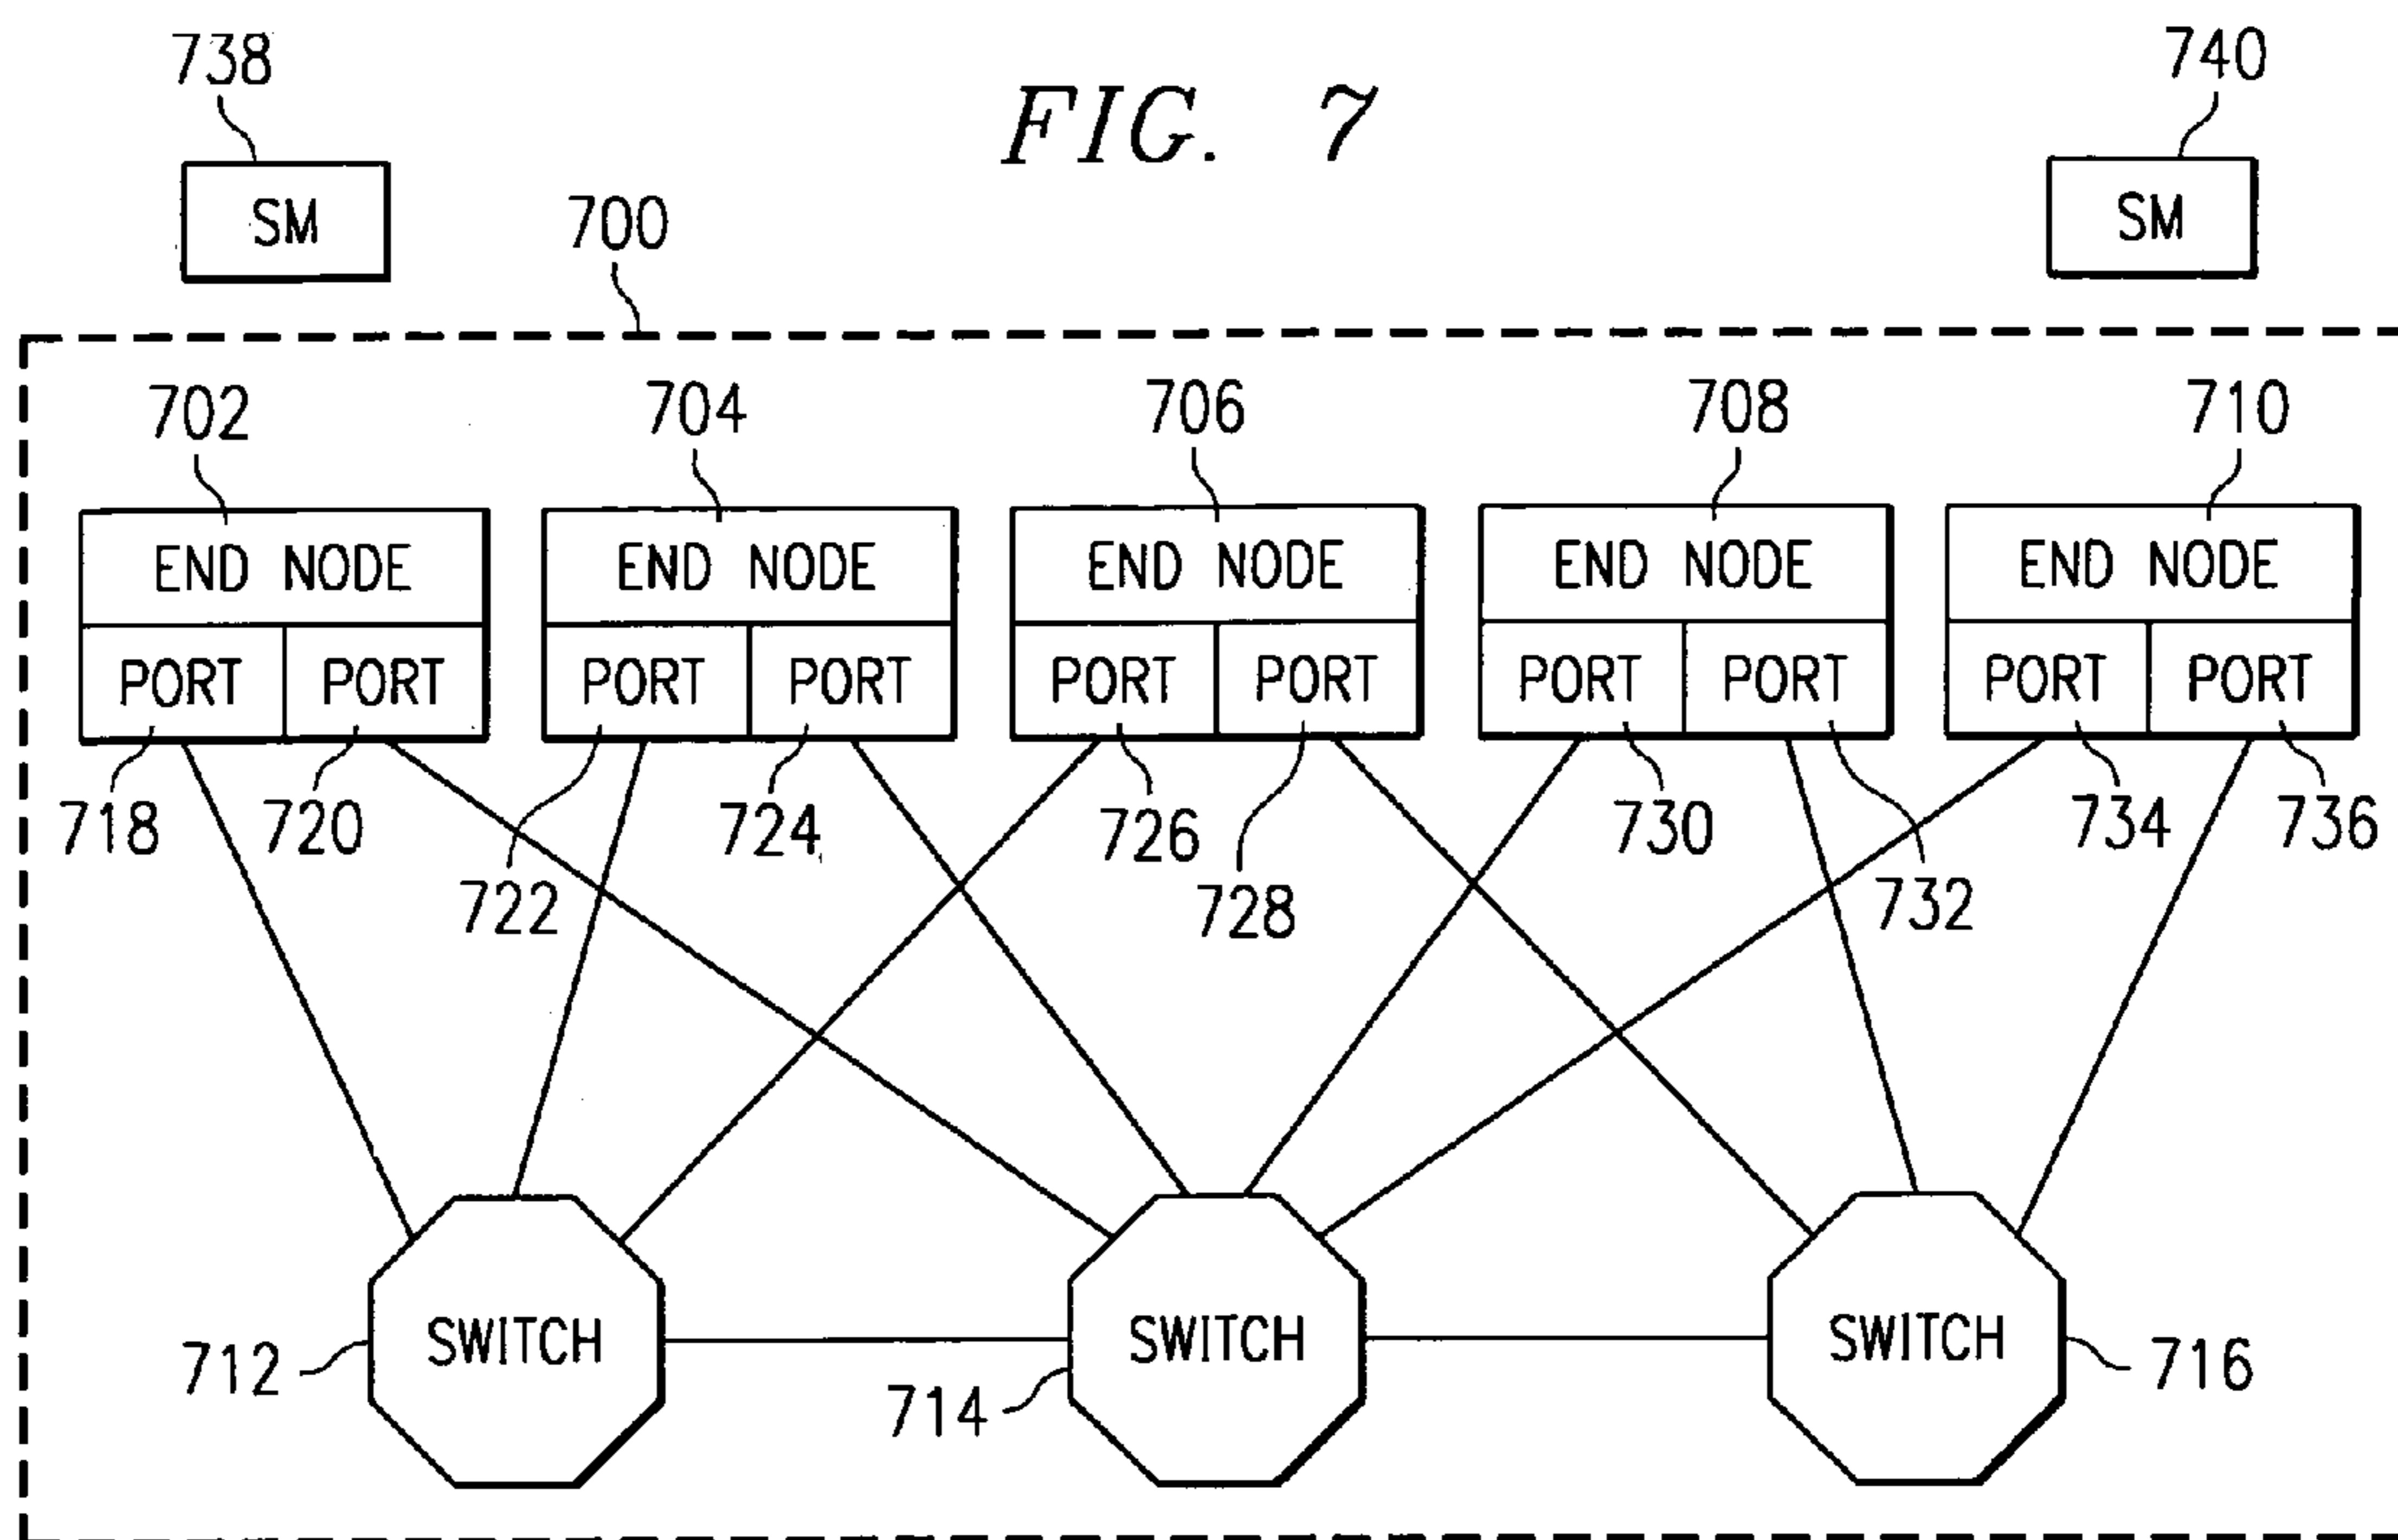 738
740
FIG. 7
SM
SM
700
702
704
706
708
710
END NODE
END NODE
END NODE
END NODE
END NODE
PORT
PORT
PORT
PORT
PORT
PORT
PORT
PORT
PORT
PORT
718
720
722
724
726
728
730
732
734
736
SWITCH
SWITCH
SWITCH
712
714
716